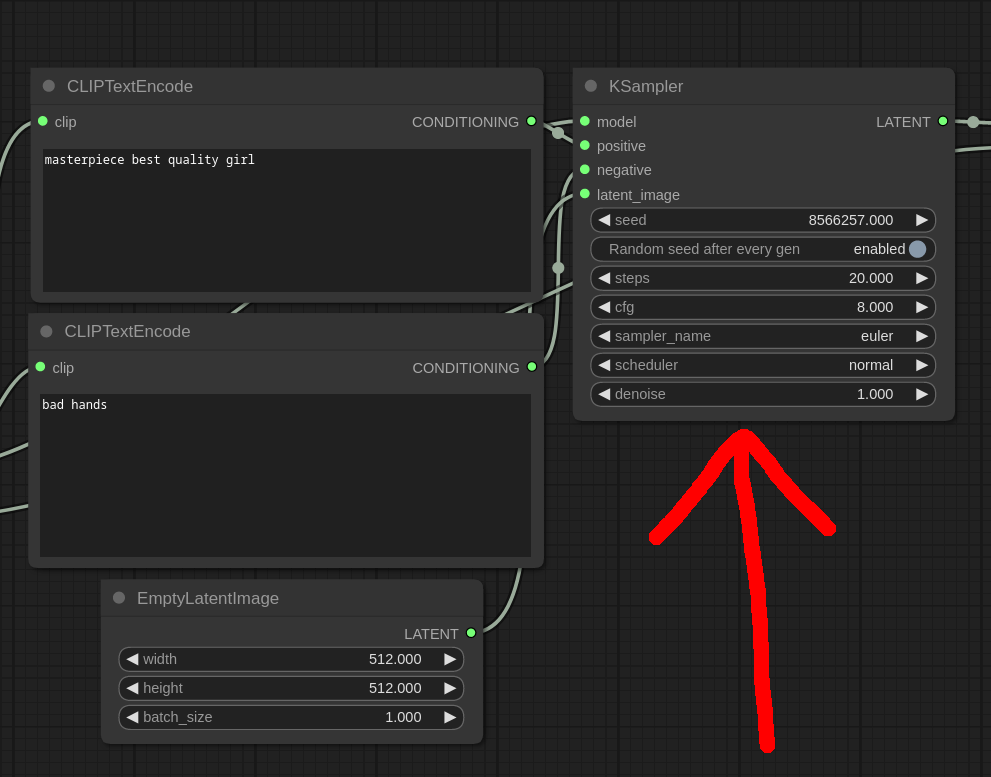 CLIPTextEncode
clip CONDITIONING
masterpiece best quality girl
CLIPTextEncode
clip CONDITIONING
bad hands
EmptyLatentImage
LATENT
width 512.000
height 512.000
batch_size 1.000
KSampler
model LATENT
positive
negative
latent_image
seed 8566257.000
Random seed after every gen enabled
steps 20.000
cfg 8.000
sampler_name euler
scheduler normal
denoise 1.000